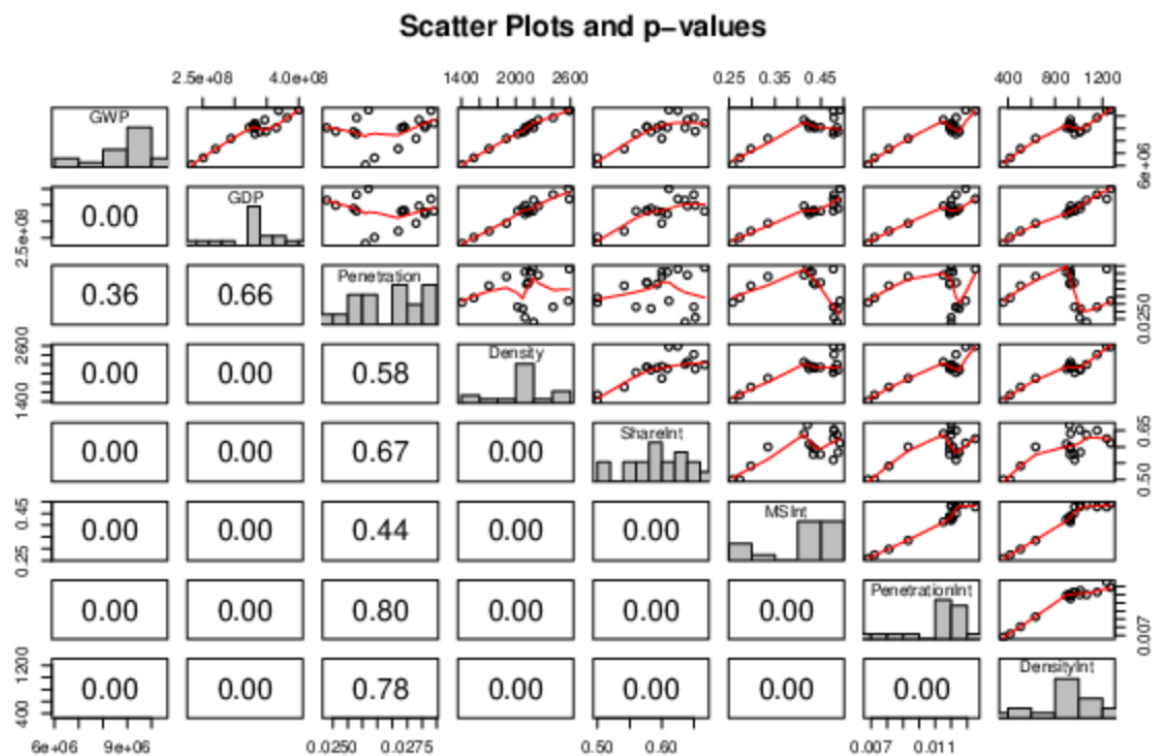 Scatter Plots and p−values
2.5e+08 4.0e+08 1400 2000 2600 0.25 0.35 0.45 400 800 1200
GWP
6e+06
GDP
0.00
2.5e+08
Penetration
0.36 0.66
0.0250
Density
0.00 0.00 0.58
1400 2600
ShareInt
0.00 0.00 0.67 0.00
0.50 0.65
MSInt
0.00 0.00 0.44 0.00 0.00
0.25 0.45
PenetrationInt
0.00 0.00 0.80 0.00 0.00 0.00
0.007
DensityInt
0.00 0.00 0.78 0.00 0.00 0.00 0.00
400 1200
6e+06 9e+06 0.0250 0.0275 0.50 0.60 0.007 0.011